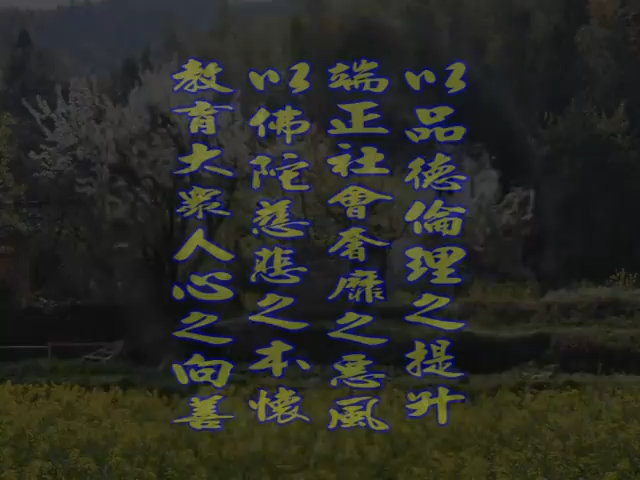 以品德倫理之提升
端正社會奢靡之惡風
以佛陀慈悲之本懷
教育大眾人心之向善